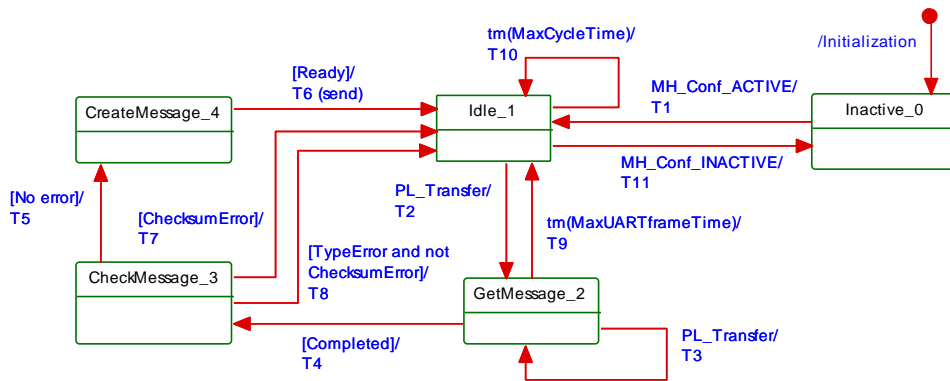 tm(MaxCycleTime)/
T10
/Initialization
[Ready]/
T6 (send)
MH_Conf_ACTIVE/
T1
CreateMessage_4
Idle_1
Inactive_0
MH_Conf_INACTIVE/
T11
[No error]/
T5
[ChecksumError]/
T7
PL_Transfer/
T2
tm(MaxUARTframeTime)/
T9
[TypeError and not
ChecksumError]/
T8
CheckMessage_3
GetMessage_2
[Completed]/
T4
PL_Transfer/
T3